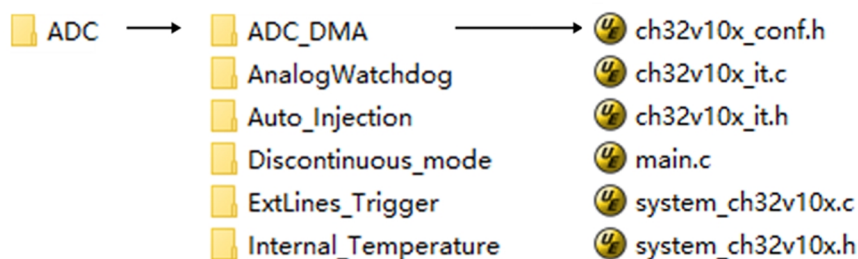 ADC ADC_DMA ch32v10x_conf.h
AnalogWatchdog ch32v10x_it.c
Auto_Injection ch32v10x_it.h
Discontinuous_mode main.c
ExtLines_Trigger system_ch32v10x.c
Internal_Temperature system_ch32v10x.h